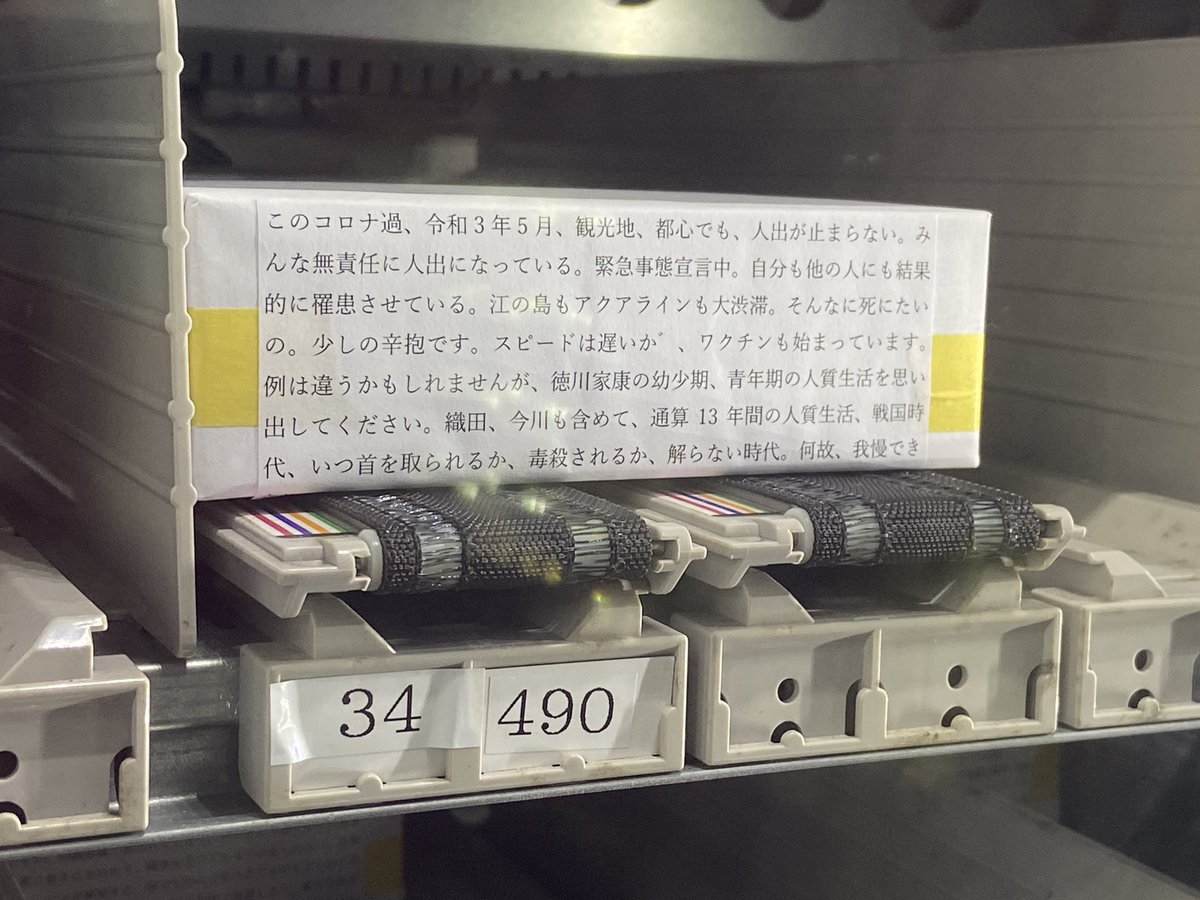 このコロナ過、令和３年５月、観光地、都心でも、人出が止まらない。み
んな無責任に人出になっている。緊急事態宣言中。自分も他の人にも結果
的に罹患させている。江の島もアクアラインも大渋滞。そんなに死にたい
の。少しの辛抱です。スピードは遅いが゛、ワクチンも始まっています。
例は違うかもしれませんが、徳川家康の幼少期、青年期の人質生活を思い
出してください。織田、今川も含めて、通算 13 年間の人質生活、戦国時
代、いつ首を取られるか、毒殺されるか、解らない時代。何故、我慢でき
34
490